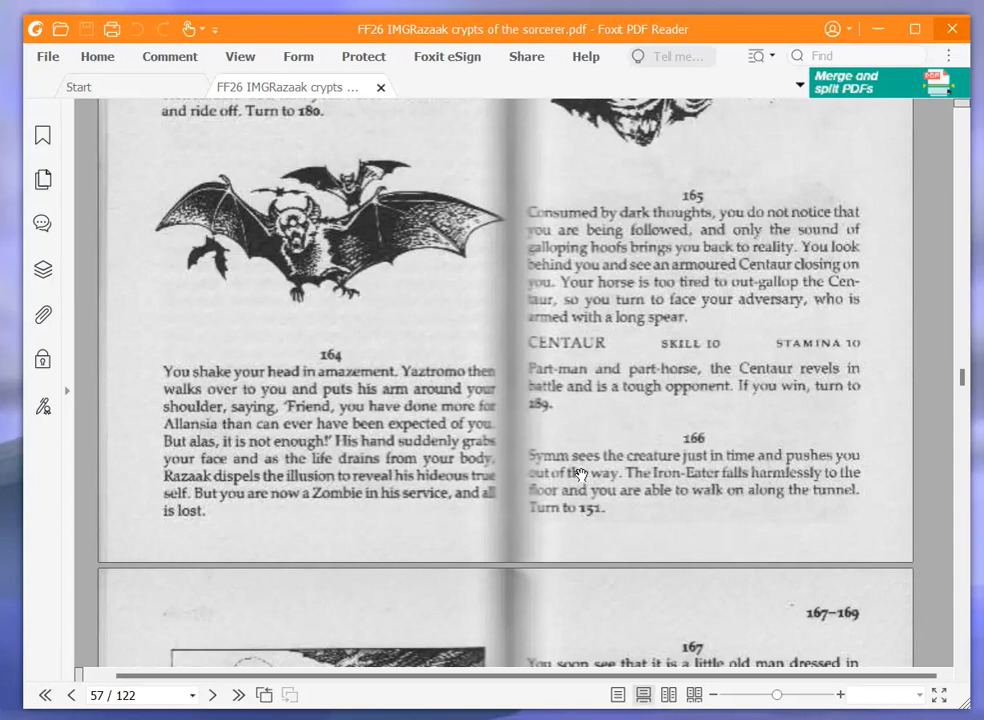 FF26 IMGRazaak crypts of the sorcerer.pdf - Foxit PDF Reader
File Home Comment View Form Protect Foxit eSign Share Help Tell me... Find
Start FF26 IMGRazaak crypts ... Merge and
split PDFs
and ride off. Turn to 180.
164
You shake your head in amazement. Yaztromo then
walks over to you and puts his arm around your
shoulder, saying, 'Friend, you have done more for
Allansia than can ever have been expected of you.
But alas, it is not enough!' His hand suddenly grabs
your face and as the life drains from your body,
Razaak dispels the illusion to reveal his hideous true
self. But you are now a Zombie in his service, and all
is lost.
165
Consumed by dark thoughts, you do not notice that
you are being followed, and only the sound of
galloping hoofs brings you back to reality. You look
behind you and see an armoured Centaur closing on
you. Your horse is too tired to out-gallop the Cen-
taur, so you turn to face your adversary, who is
armed with a long spear.
CENTAUR SKILL 10 STAMINA 10
Part-man and part-horse, the Centaur revels in
battle and is a tough opponent. If you win, turn to
289.
166
Symm sees the creature just in time and pushes you
out of the way. The Iron-Eater falls harmlessly to the
floor and you are able to walk on along the tunnel.
Turn to 151.
167-169
167
You soon see that it is a little old man dressed in
57 / 122